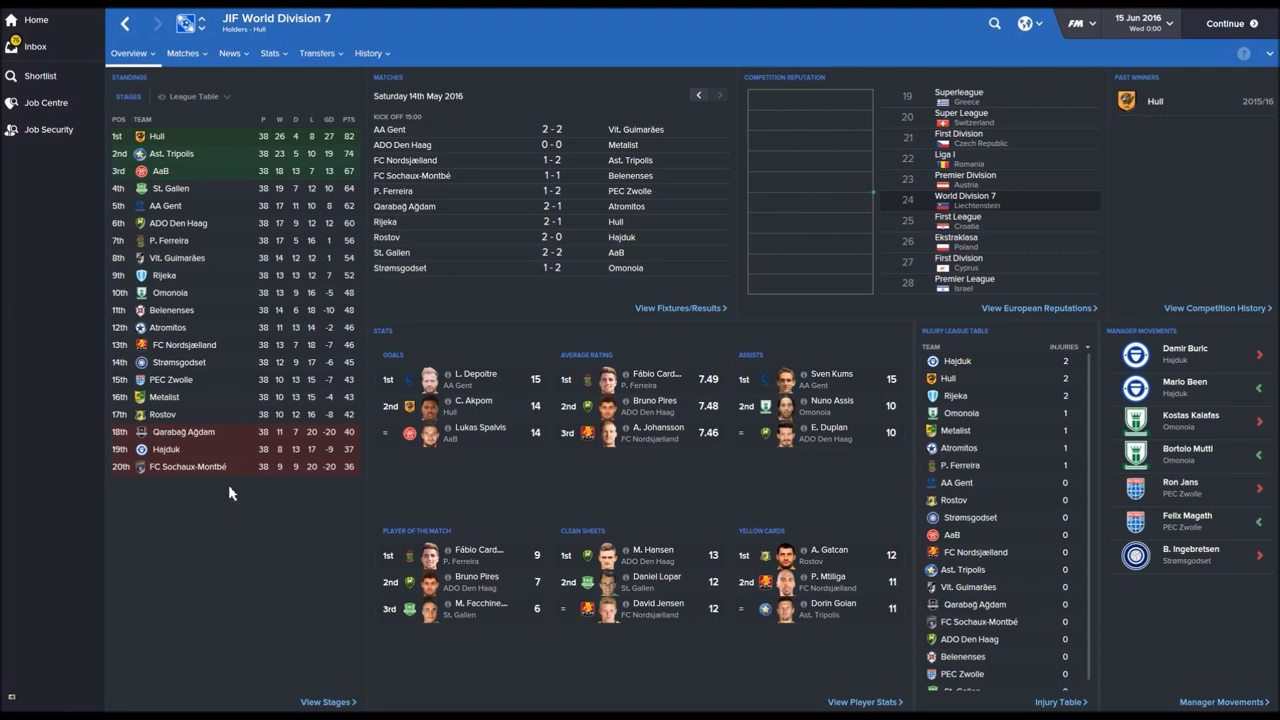 Home
Inbox
Shortlist
Job Centre
Job Security
JIF World Division 7
Holders - Hull
FM
15 Jun 2016
Wed 0:00
Continue
Overview
Matches
News
Stats
Transfers
History
STANDINGS
STAGES League Table
POS TEAM P W D L GD PTS
1st Hull 38 26 4 8 27 82
2nd Ast. Tripolis 38 23 5 10 19 74
3rd AaB 38 18 13 7 13 67
4th St. Gallen 38 19 7 12 10 64
5th AA Gent 38 17 11 10 8 62
6th ADO Den Haag 38 17 9 12 12 60
7th P. Ferreira 38 17 5 16 1 56
8th Vit. Guimarães 38 14 12 12 1 54
9th Rijeka 38 13 13 12 7 52
10th Omonoia 38 13 9 16 -5 48
11th Belenenses 38 14 6 18 -10 48
12th Atromitos 38 11 13 14 -2 46
13th FC Nordsjælland 38 13 7 18 -7 46
14th Strømsgodset 38 12 9 17 -6 45
15th PEC Zwolle 38 10 13 15 -7 43
16th Metalist 38 10 13 15 -4 43
17th Rostov 38 10 12 16 -8 42
18th Qarabağ Ağdam 38 11 7 20 -20 40
19th Hajduk 38 8 13 17 -9 37
20th FC Sochaux-Montbé 38 9 9 20 -20 36
View Stages
MATCHES
Saturday 14th May 2016
KICK OFF 15:00
AA Gent 2 - 2 Vit. Guimarães
ADO Den Haag 0 - 0 Metalist
FC Nordsjælland 1 - 2 Ast. Tripolis
FC Sochaux-Montbé 1 - 1 Belenenses
P. Ferreira 1 - 2 PEC Zwolle
Qarabağ Ağdam 2 - 1 Atromitos
Rijeka 2 - 1 Hull
Rostov 2 - 0 Hajduk
St. Gallen 2 - 2 AaB
Strømsgodset 1 - 2 Omonoia
View Fixtures/Results
COMPETITION REPUTATION
19 Superleague
Greece
20 Super League
Switzerland
21 First Division
Czech Republic
22 Liga I
Romania
23 Premier Division
Austria
24 World Division 7
Liechtenstein
25 First League
Croatia
26 Ekstraklasa
Poland
27 First Division
Cyprus
28 Premier League
Israel
View European Reputations
PAST WINNERS
Hull 2015/16
View Competition History
STATS
GOALS
1st L. Depoitre 15
AA Gent
2nd C. Akpom 14
Hull
= Lukas Spalvis 14
AaB
AVERAGE RATING
1st Fábio Card... 7.49
P. Ferreira
2nd Bruno Pires 7.48
ADO Den Haag
3rd A. Johansson 7.46
FC Nordsjælland
ASSISTS
1st Sven Kums 15
AA Gent
2nd Nuno Assis 10
Omonoia
= E. Duplan 10
ADO Den Haag
PLAYER OF THE MATCH
1st Fábio Card... 9
P. Ferreira
2nd Bruno Pires 7
ADO Den Haag
3rd M. Facchine... 6
St. Gallen
CLEAN SHEETS
1st M. Hansen 13
ADO Den Haag
2nd Daniel Lopar 12
St. Gallen
= David Jensen 12
FC Nordsjælland
YELLOW CARDS
1st A. Gatcan 12
Rostov
2nd P. Mtiliga 11
FC Nordsjælland
= Dorin Goian 11
Ast. Tripolis
View Player Stats
INJURY LEAGUE TABLE
TEAM INJURIES
Hajduk 2
Hull 2
Rijeka 2
Omonoia 1
Metalist 1
Atromitos 1
P. Ferreira 1
AA Gent 0
Rostov 0
Strømsgodset 0
AaB 0
FC Nordsjælland 0
Ast. Tripolis 0
Vit. Guimarães 0
Qarabağ Ağdam 0
FC Sochaux-Montbé 0
ADO Den Haag 0
Belenenses 0
PEC Zwolle 0
Injury Table
MANAGER MOVEMENTS
Damir Buric
Hajduk
Mario Been
Hajduk
Kostas Kaiafas
Omonoia
Bortolo Mutti
Omonoia
Ron Jans
PEC Zwolle
Felix Magath
PEC Zwolle
B. Ingebretsen
Strømsgodset
Manager Movements